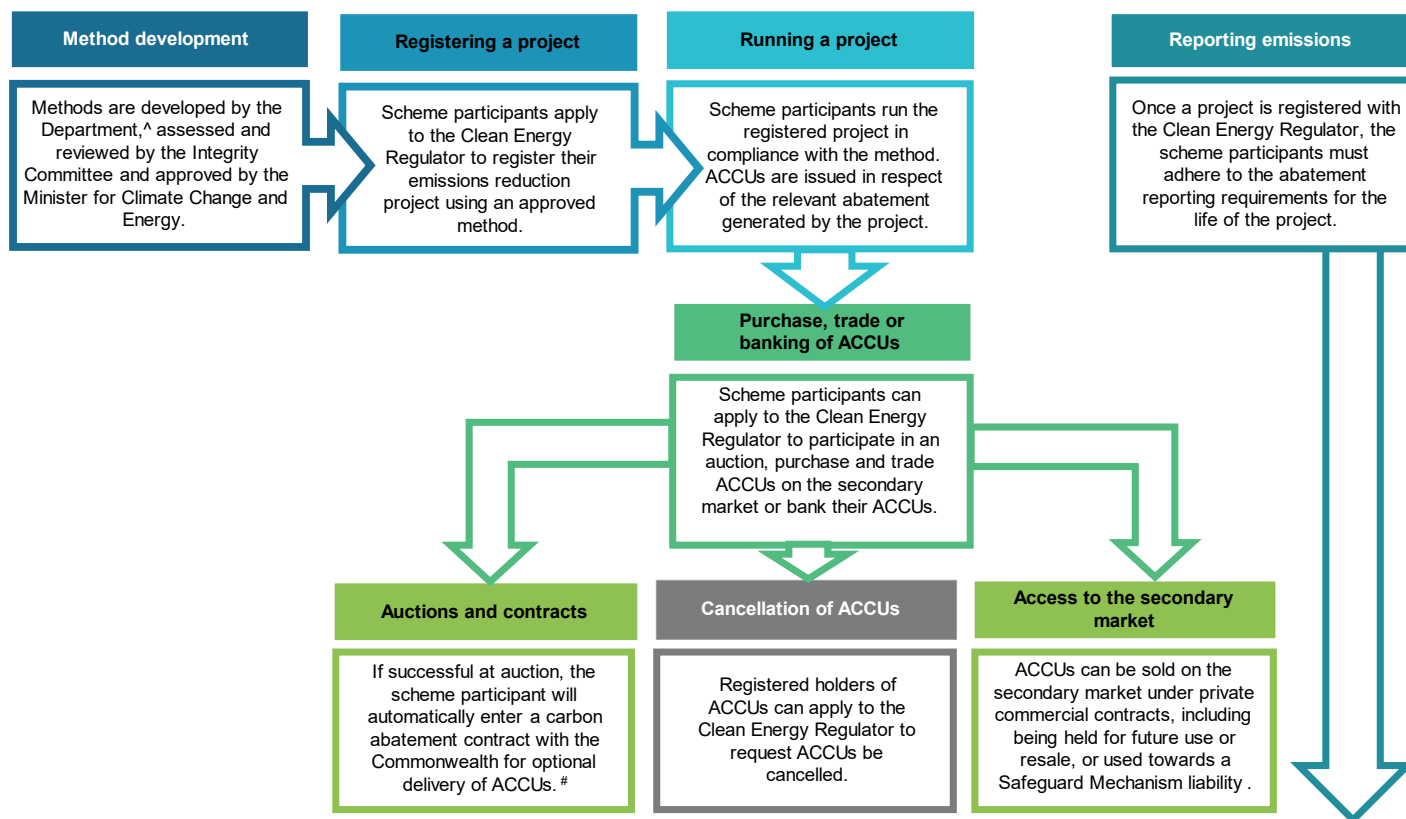 Method development
Methods are developed by the
Department,^ assessed and
reviewed by the Integrity
Committee and approved by the
Minister for Climate Change and
Energy.
Registering a project
Scheme participants apply
to the Clean Energy
Regulator to register their
emissions reduction
project using an approved
method.
Running a project
Scheme participants run the
registered project in
compliance with the method.
ACCUs are issued in respect
of the relevant abatement
generated by the project.
Reporting emissions
Once a project is registered with
the Clean Energy Regulator, the
scheme participants must
adhere to the abatement
reporting requirements for the
life of the project.
Purchase, trade or
banking of ACCUs
Scheme participants can
apply to the Clean Energy
Regulator to participate in an
auction, purchase and trade
ACCUs on the secondary
market or bank their ACCUs.
Auctions and contracts
If successful at auction, the
scheme participant will
automatically enter a carbon
abatement contract with the
Commonwealth for optional
delivery of ACCUs. #
Cancellation of ACCUs
Registered holders of
ACCUs can apply to the
Clean Energy Regulator to
request ACCUs be
cancelled.
Access to the secondary
market
ACCUs can be sold on the
secondary market under private
commercial contracts, including
being held for future use or
resale, or used towards a
Safeguard Mechanism liability .